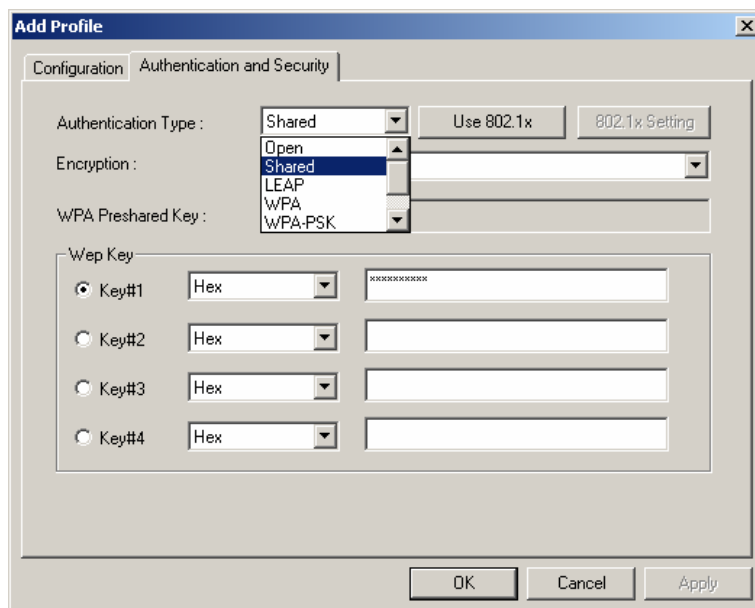 Add Profile
Configuration
Authentication and Security
Authentication Type :
Shared
Use 802.1x
802.1x Setting
Open
Shared
LEAP
WPA
WPA-PSK
Encryption :
WPA Preshared Key :
Wep Key
Key#1
Hex
**********
Key#2
Hex
Key#3
Hex
Key#4
Hex
OK
Cancel
Apply